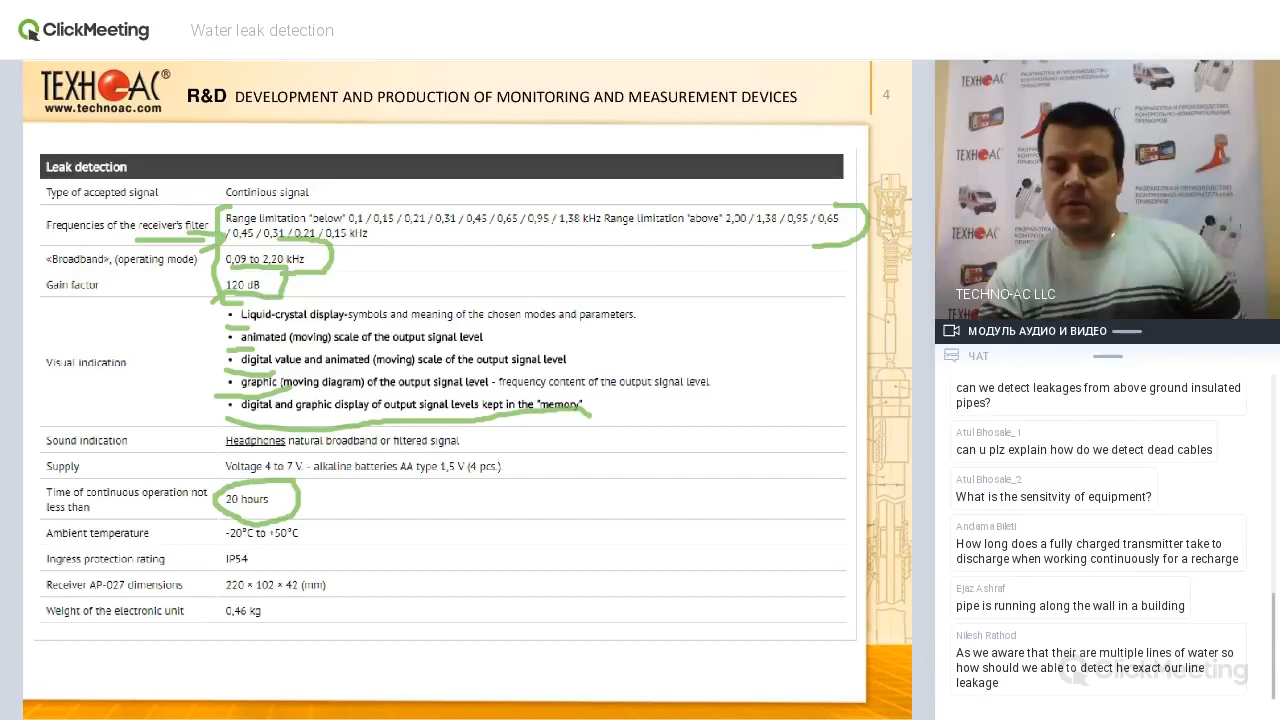 ClickMeeting
Water leak detection
ТЕХНО-АС®
www.technoac.com
R&D DEVELOPMENT AND PRODUCTION OF MONITORING AND MEASUREMENT DEVICES
4
Leak detection
Type of accepted signal
Continious signal
Frequencies of the receiver's filter
Range limitation "below" 0,1 / 0,15 / 0,21 / 0,31 / 0,45 / 0,65 / 0,95 / 1,38 kHz Range limitation "above" 2,00 / 1,38 / 0,95 / 0,65
/ 0,45 / 0,31 / 0,21 / 0,15 kHz
«Broadband», (operating mode)
0,09 to 2,20 kHz
Gain factor
120 dB
Visual indication
• Liquid-crystal display-symbols and meaning of the chosen modes and parameters.
• animated (moving) scale of the output signal level
• digital value and animated (moving) scale of the output signal level
• graphic (moving diagram) of the output signal level - frequency content of the output signal level
• digital and graphic display of output signal levels kept in the "memory"
Sound indication
Headphones natural broadband or filtered signal
Supply
Voltage 4 to 7 V. - alkaline batteries AA type 1,5 V (4 pcs.).
Time of continuous operation not
less than
20 hours
Ambient temperature
-20°C to +50°C
Ingress protection rating
IP54
Receiver AP-027 dimensions
220 × 102 × 42 (mm)
Weight of the electronic unit
0,46 kg
ТЕХНО-АС
РАЗРАБОТКА И ПРОИЗВОДСТВО
КОНТРОЛЬНО-ИЗМЕРИТЕЛЬНЫХ
ПРИБОРОВ
TECHNO-AC LLC
МОДУЛЬ АУДИО И ВИДЕО
ЧАТ
can we detect leakages from above ground insulated
pipes?
Atul Bhosale_1
can u plz explain how do we detect dead cables
Atul Bhosale_2
What is the sensitvity of equipment?
Andama Bileti
How long does a fully charged transmitter take to
discharge when working continuously for a recharge
Ejaz Ashraf
pipe is running along the wall in a building
Nilesh Rathod
As we aware that their are multiple lines of water so
how should we able to detect he exact our line
leakage
ClickMeeting